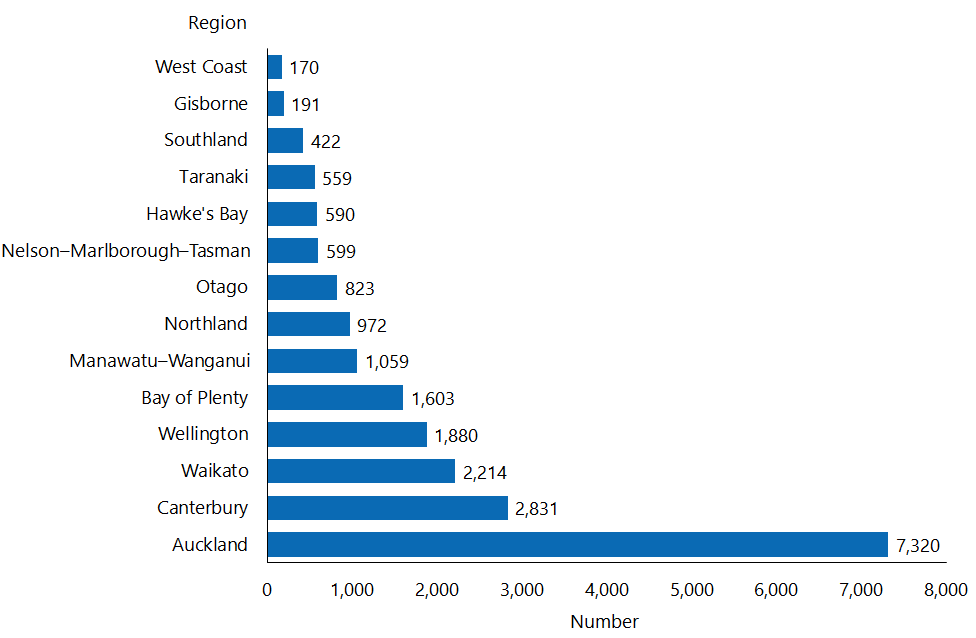 Region
West Coast 170
Gisborne 191
Southland 422
Taranaki 559
Hawke's Bay 590
Nelson–Marlborough–Tasman 599
Otago 823
Northland 972
Manawatu–Wanganui 1,059
Bay of Plenty 1,603
Wellington 1,880
Waikato 2,214
Canterbury 2,831
Auckland 7,320
0 1,000 2,000 3,000 4,000 5,000 6,000 7,000 8,000
Number